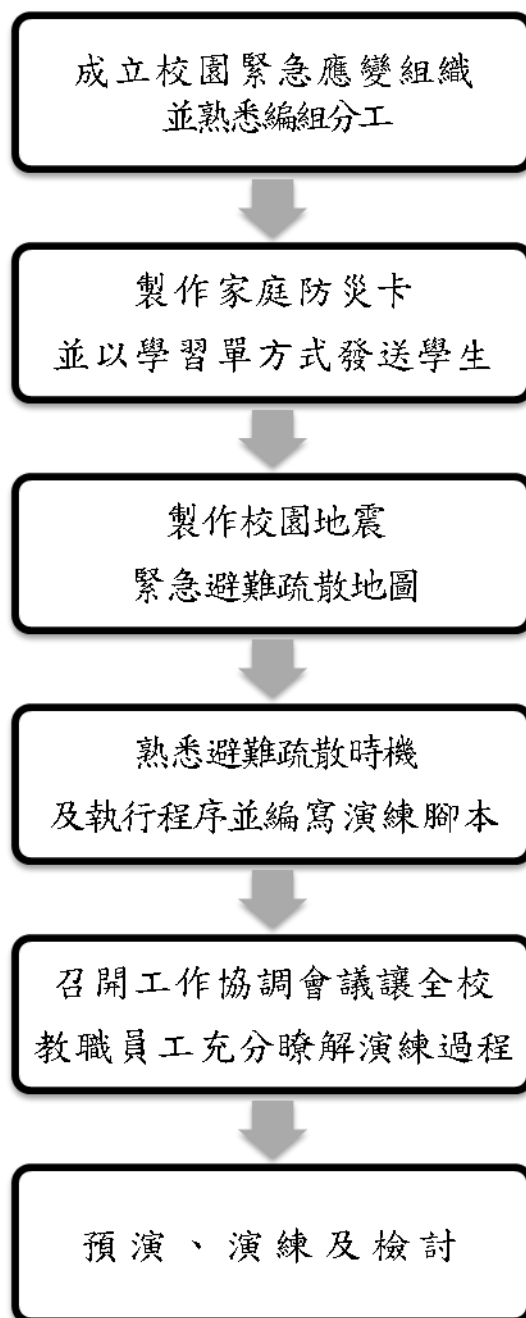 成立校園緊急應變組織
並熟悉編組分工
製作家庭防災卡
並以學習單方式發送學生
製作校園地震
緊急避難疏散地圖
熟悉避難疏散時機
及執行程序並編寫演練腳本
召開工作協調會議讓全校
教職員工充分瞭解演練過程
預演、演練及檢討